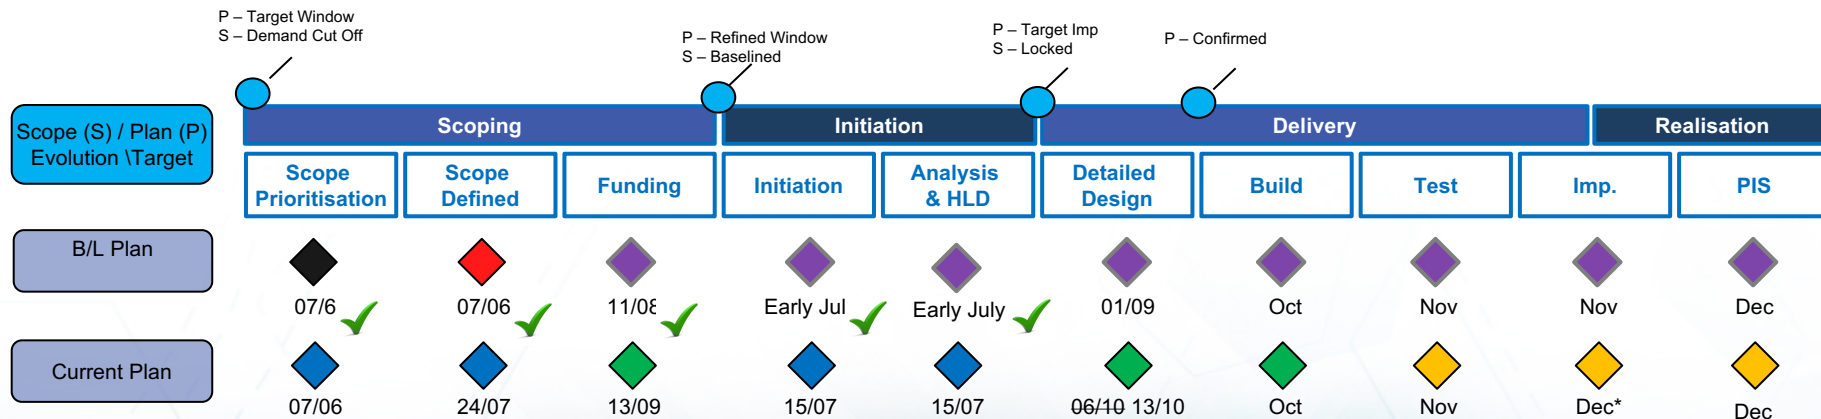 P – Target Window
S – Demand Cut Off
P – Refined Window
S – Baselined
P – Target Imp
S – Locked
P – Confirmed
Scope (S) / Plan (P)
Evolution \Target
Scoping
Initiation
Delivery
Realisation
Scope
Prioritisation
Scope
Defined
Funding
Initiation
Analysis
& HLD
Detailed
Design
Build
Test
Imp.
PIS
B/L Plan
07/6
07/06
11/08
Early Jul
Early July
01/09
Oct
Nov
Nov
Dec
Current Plan
07/06
24/07
13/09
15/07
15/07
06/10 13/10
Oct
Nov
Dec*
Dec